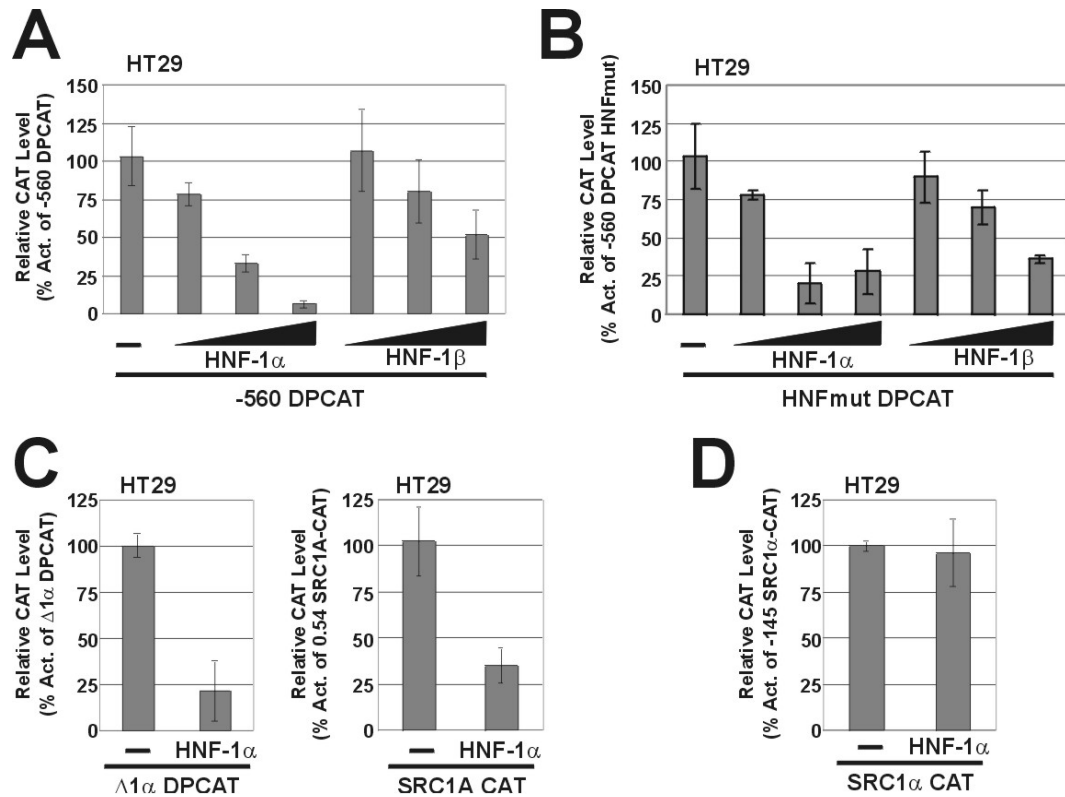 A
HT29
Relative CAT Level
(% Act. of -560 DPCAT)
150
125
100
75
50
25
0
HNF-1α
HNF-1β
-560 DPCAT
B
HT29
Relative CAT Level
(% Act. of -560 DPCAT HNFmut)
150
125
100
75
50
25
0
HNF-1α
HNF-1β
HNFmut DPCAT
C
HT29
Relative CAT Level
(% Act. of Δ1α DPCAT)
125
100
75
50
25
0
HNF-1α
Δ1α DPCAT
HT29
Relative CAT Level
(% Act. of 0.54 SRC1A-CAT)
125
100
75
50
25
0
HNF-1α
SRC1A CAT
D
HT29
Relative CAT Level
(% Act. of -145 SRC1α-CAT)
125
100
75
50
25
0
HNF-1α
SRC1α CAT